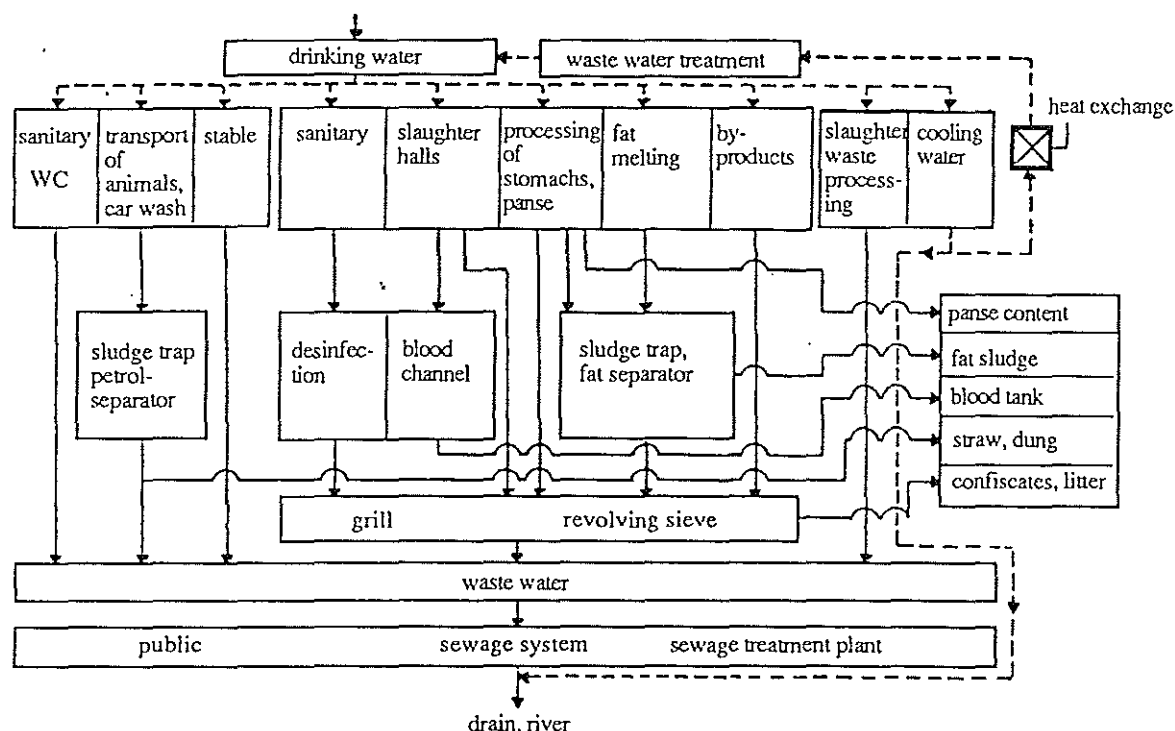 drinking water
waste water treatment
heat exchange
sanitary
WC
transport
of
animals,
car wash
stable
sanitary
slaughter
halls
processing
of
stomachs,
panse
fat
melting
by-
products
slaughter
waste
process-
ing
cooling
water
sludge trap
petrol-
separator
desinfec-
tion
blood
channel
sludge trap,
fat separator
panse content
fat sludge
blood tank
straw, dung
confiscates, litter
grill revolving sieve
waste water
public sewage system sewage treatment plant
drain, river